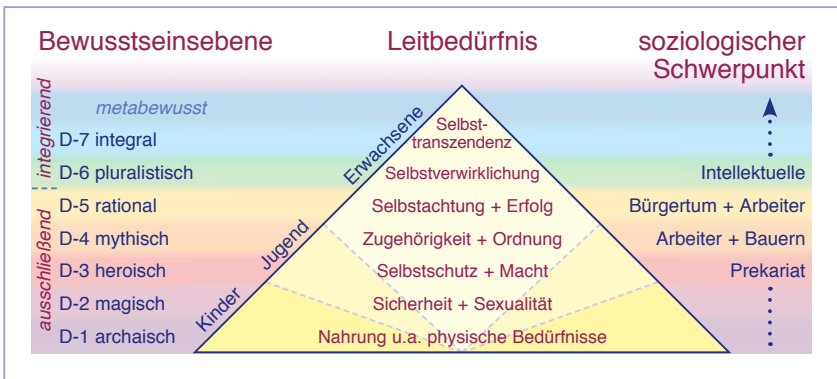 Bewusstseinsebene Leitbedürfnis soziologischer
Schwerpunkt
metabewusst
D-7 integral Selbst-
transzendenz
D-6 pluralistisch Selbstverwirklichung Intellektuelle
D-5 rational Selbstachtung + Erfolg Bürgertum + Arbeiter
D-4 mythisch Zugehörigkeit + Ordnung Arbeiter + Bauern
D-3 heroisch Selbstschutz + Macht Prekariat
D-2 magisch Sicherheit + Sexualität
D-1 archaisch Nahrung u.a. physische Bedürfnisse
integrierend
ausschließend
Erwachsene
Jugend
Kinder